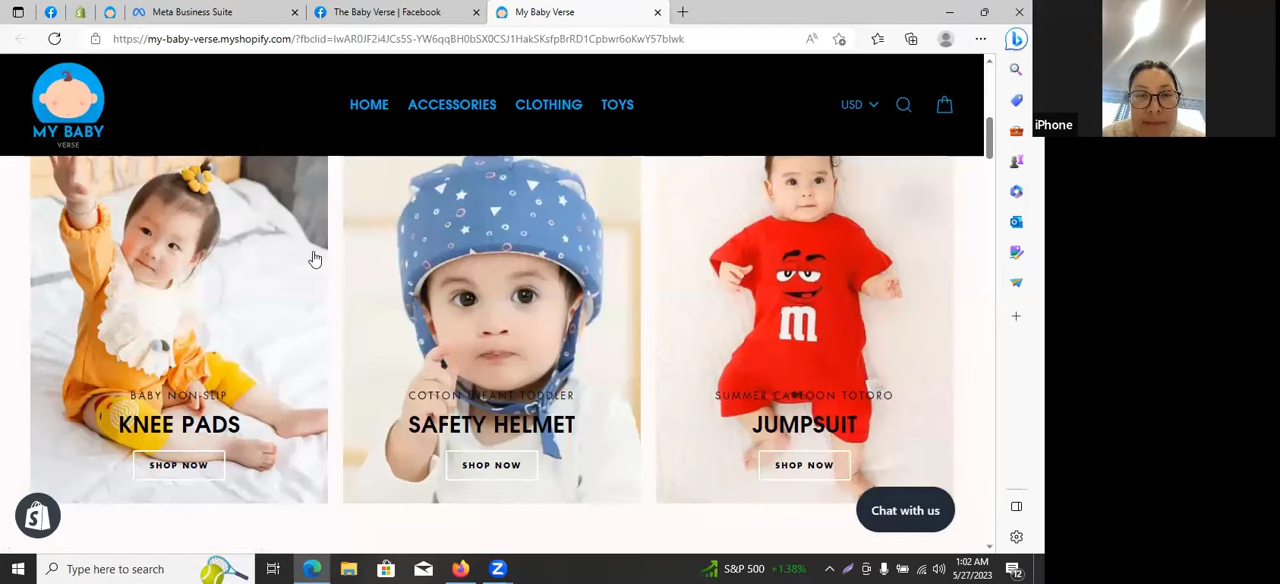 Meta Business Suite
The Baby Verse | Facebook
My Baby Verse
https://my-baby-verse.myshopify.com/?fbclid=IwAR0JF2i4JCs5S-YW6qqBH0bSX0CSJ1HakSKsfpBrRD1Cpbwr6oKwY57bIwk
MY BABY
VERSE
HOME
ACCESSORIES
CLOTHING
TOYS
USD
iPhone
BABY NON-SLIP
KNEE PADS
SHOP NOW
COTTON INFANT TODDLER
SAFETY HELMET
SHOP NOW
m
SUMMER CARTOON TOTORO
JUMPSUIT
SHOP NOW
Chat with us
Type here to search
S&P 500 +1.38%
1:02 AM
5/27/2023
12